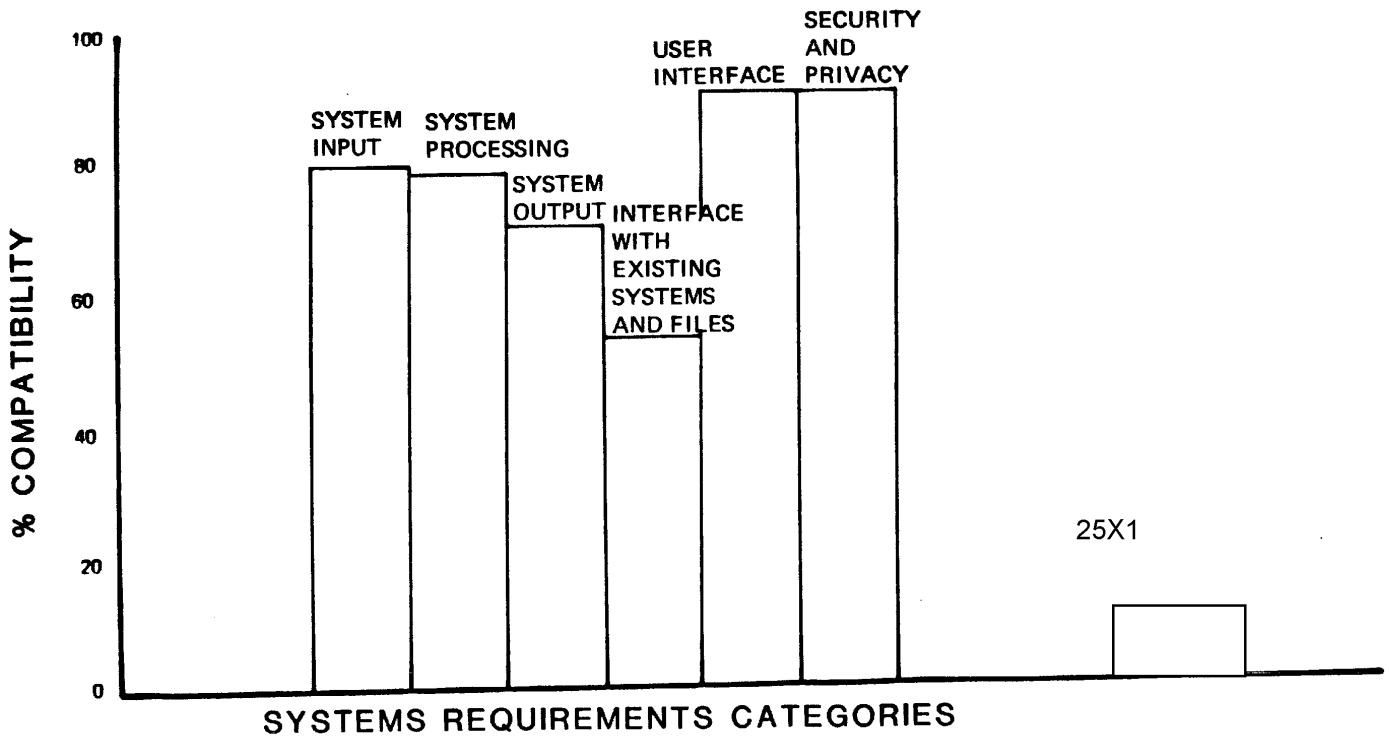 % COMPATIBILITY
100
80
60
40
20
0
SYSTEM
INPUT
SYSTEM
PROCESSING
SYSTEM
OUTPUT
INTERFACE
WITH
EXISTING
SYSTEMS
AND FILES
USER
INTERFACE
SECURITY
AND
PRIVACY
25X1
SYSTEMS REQUIREMENTS CATEGORIES